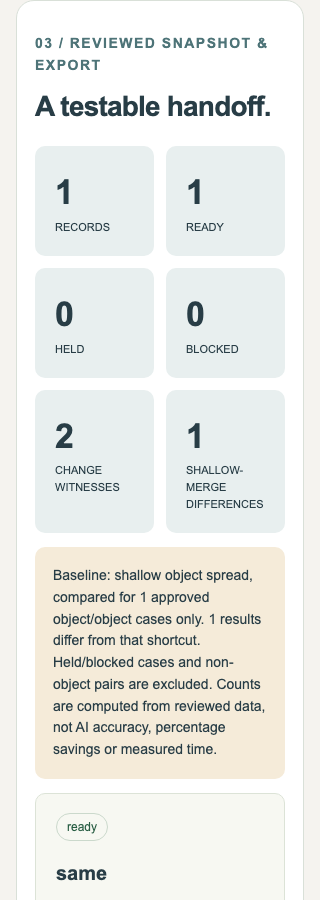 03 / REVIEWED SNAPSHOT &
EXPORT
A testable handoff.
1
RECORDS
1
READY
0
HELD
0
BLOCKED
2
CHANGE
WITNESSES
1
SHALLOW-
MERGE
DIFFERENCES
Baseline: shallow object spread,
compared for 1 approved
object/object cases only. 1 results
differ from that shortcut.
Held/blocked cases and non-
object pairs are excluded. Counts
are computed from reviewed data,
not AI accuracy, percentage
savings or measured time.
ready
same